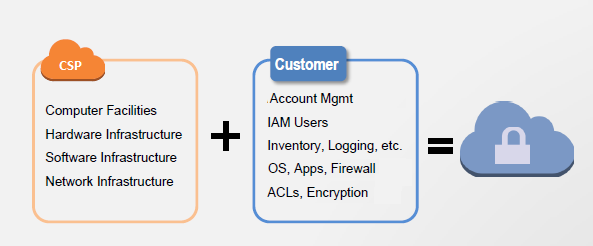 CSP
Computer Facilities
Hardware Infrastructure
Software Infrastructure
Network Infrastructure
+
Customer
Account Mgmt
IAM Users
Inventory, Logging, etc.
OS, Apps, Firewall
ACLs, Encryption
=